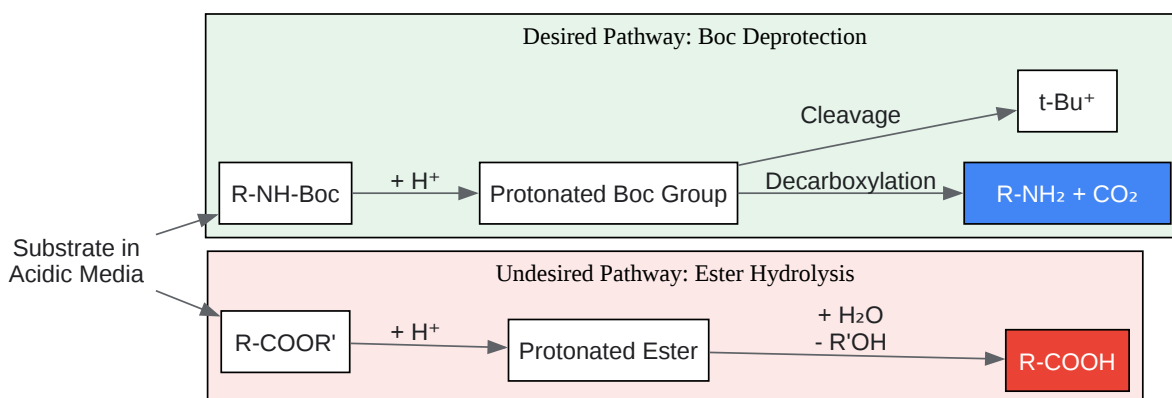 Desired Pathway: Boc Deprotection
t-Bu⁺
Cleavage
R-NH-Boc
+ H⁺
Protonated Boc Group
Decarboxylation
R-NH₂ + CO₂
Substrate in
Acidic Media
Undesired Pathway: Ester Hydrolysis
R-COOR'
+ H⁺
Protonated Ester
+ H₂O
- R'OH
R-COOH